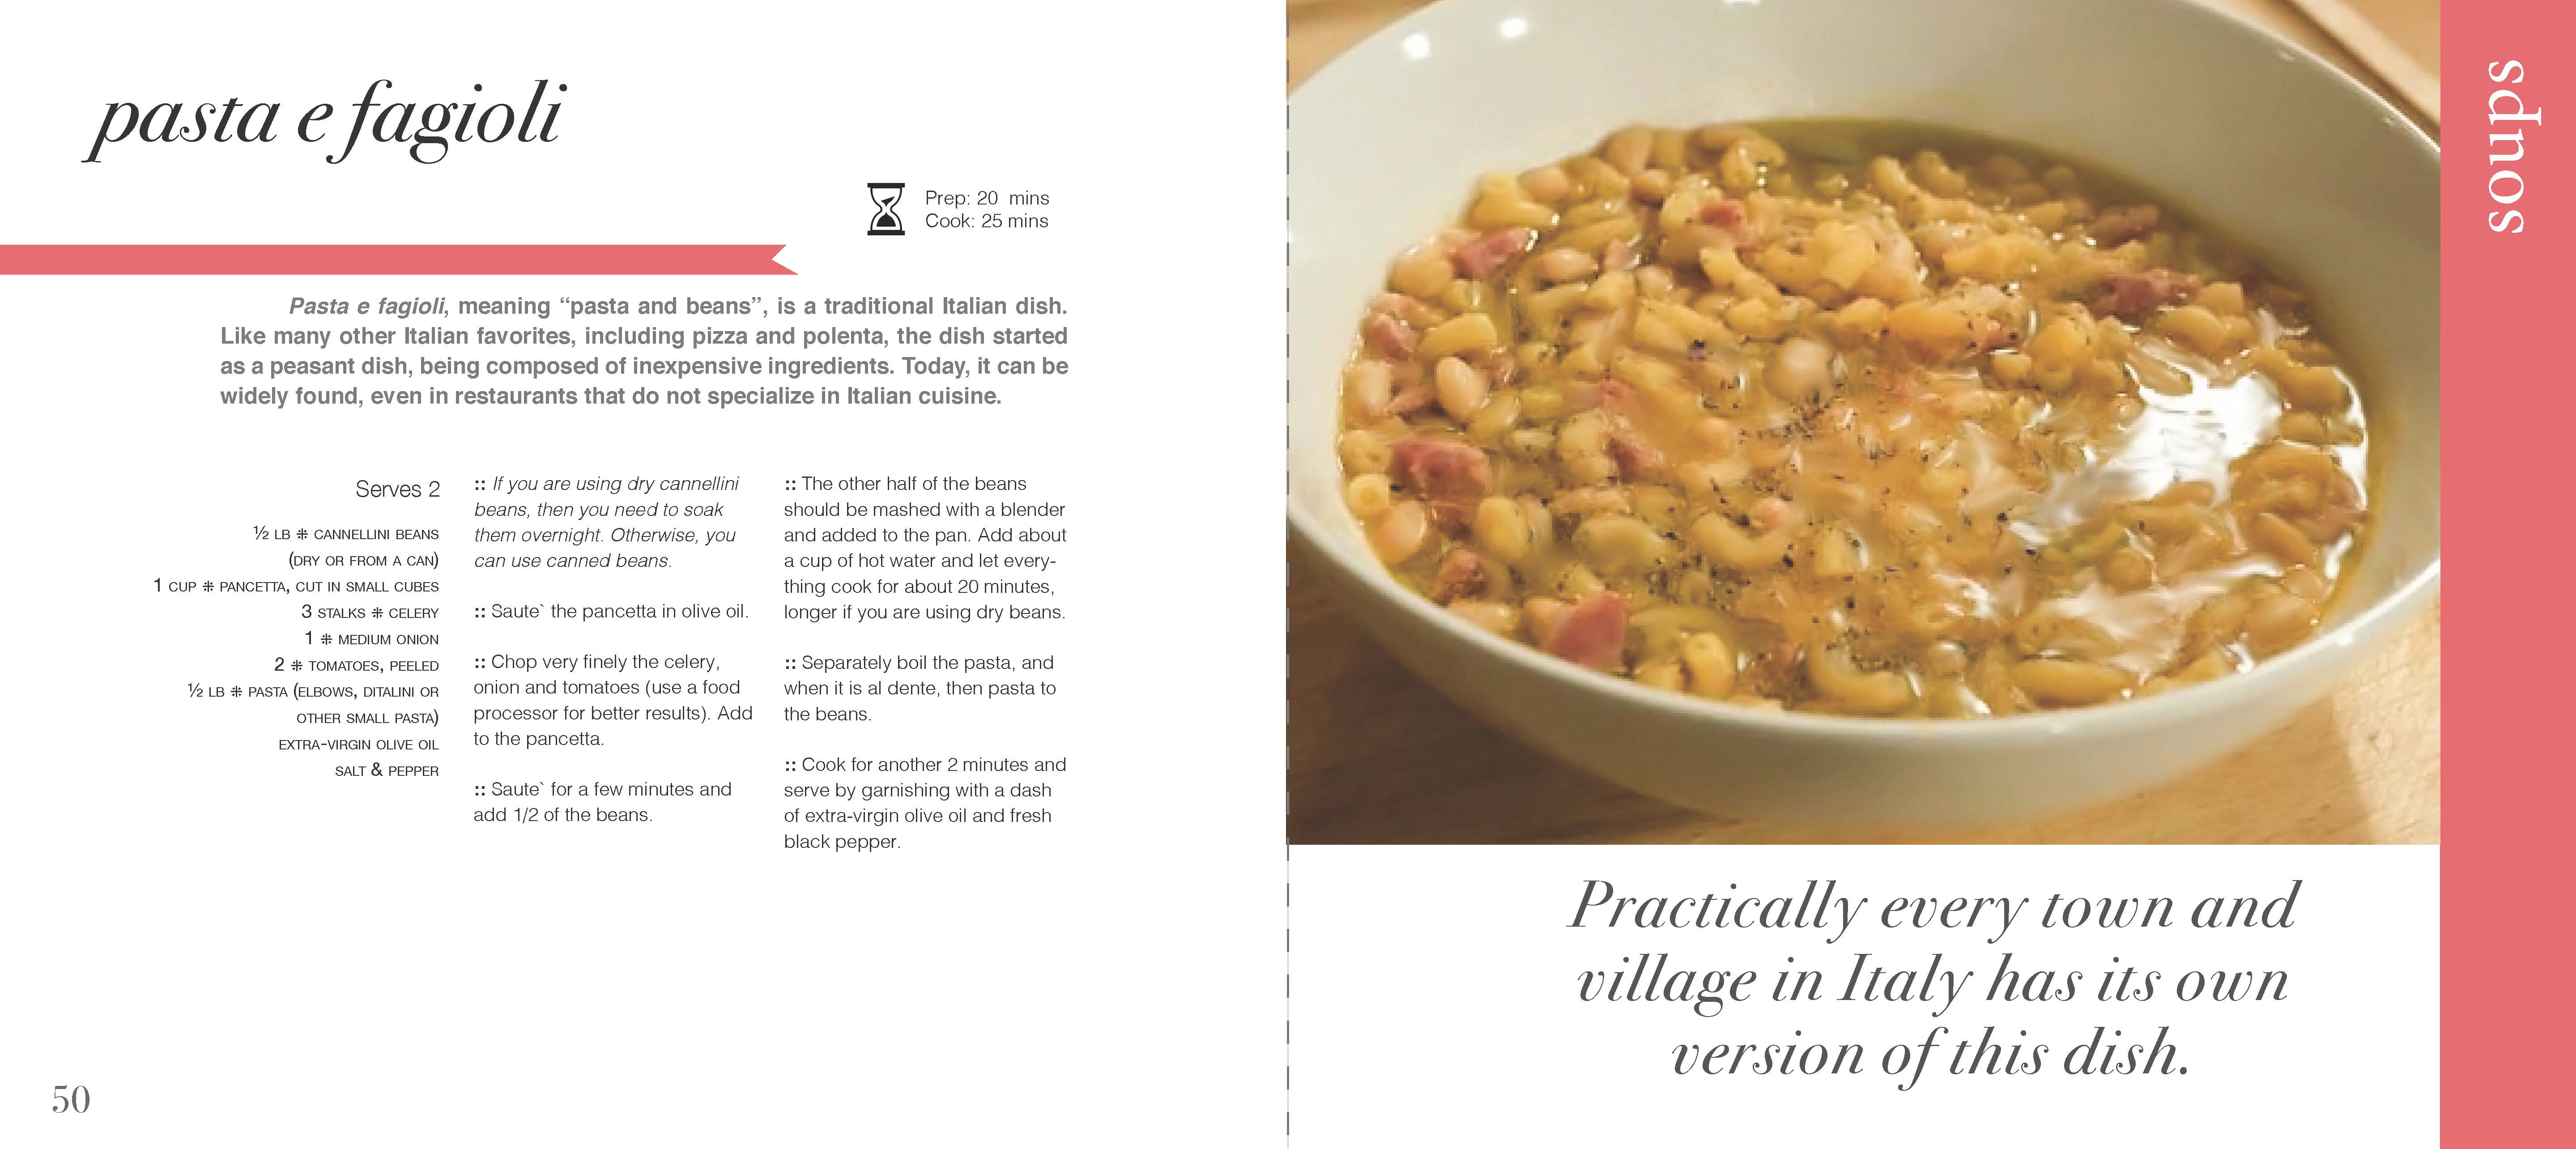 pasta e fagioli
Prep: 20  mins
Cook: 25 mins
Pasta e fagioli, meaning “pasta and beans”, is a traditional Italian dish.
Like many other Italian favorites, including pizza and polenta, the dish started
as a peasant dish, being composed of inexpensive ingredients. Today, it can be
widely found, even in restaurants that do not specialize in Italian cuisine.
Serves 2
½ LB ⁜ CANNELLINI BEANS
(DRY OR FROM A CAN)
1 CUP ⁜ PANCETTA, CUT IN SMALL CUBES
3 STALKS ⁜ CELERY
1 ⁜ MEDIUM ONION
2 ⁜ TOMATOES, PEELED
½ LB ⁜ PASTA (ELBOWS, DITALINI OR
OTHER SMALL PASTA)
EXTRA-VIRGIN OLIVE OIL
SALT & PEPPER
:: If you are using dry cannellini
beans, then you need to soak
them overnight. Otherwise, you
can use canned beans.
:: Saute` the pancetta in olive oil.
:: Chop very finely the celery,
onion and tomatoes (use a food
processor for better results). Add
to the pancetta.
:: Saute` for a few minutes and
add 1/2 of the beans.
:: The other half of the beans
should be mashed with a blender
and added to the pan. Add about
a cup of hot water and let every-
thing cook for about 20 minutes,
longer if you are using dry beans.
:: Separately boil the pasta, and
when it is al dente, then pasta to
the beans.
:: Cook for another 2 minutes and
serve by garnishing with a dash
of extra-virgin olive oil and fresh
black pepper.
50
soups
Practically every town and
village in Italy has its own
version of this dish.